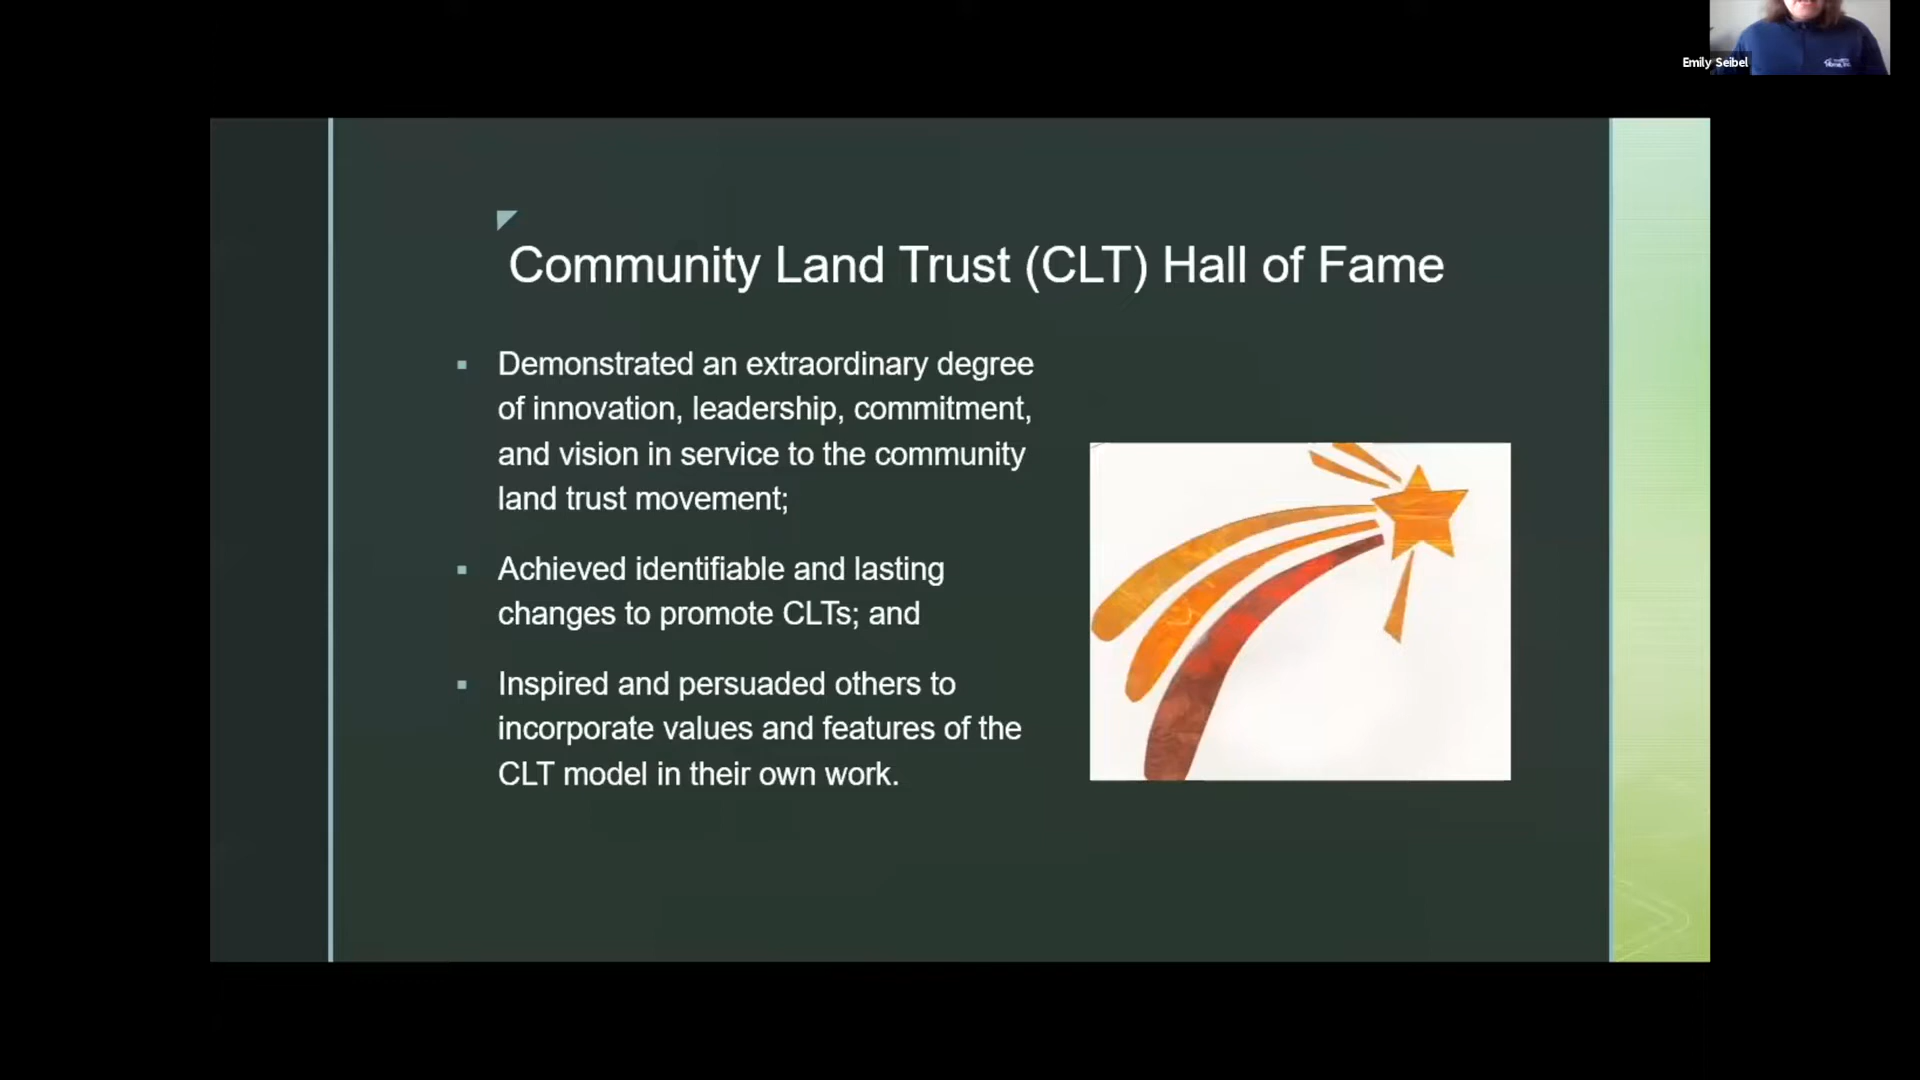 Emily Seibel
Community Land Trust (CLT) Hall of Fame
▪ Demonstrated an extraordinary degree
of innovation, leadership, commitment,
and vision in service to the community
land trust movement;
▪ Achieved identifiable and lasting
changes to promote CLTs; and
▪ Inspired and persuaded others to
incorporate values and features of the
CLT model in their own work.